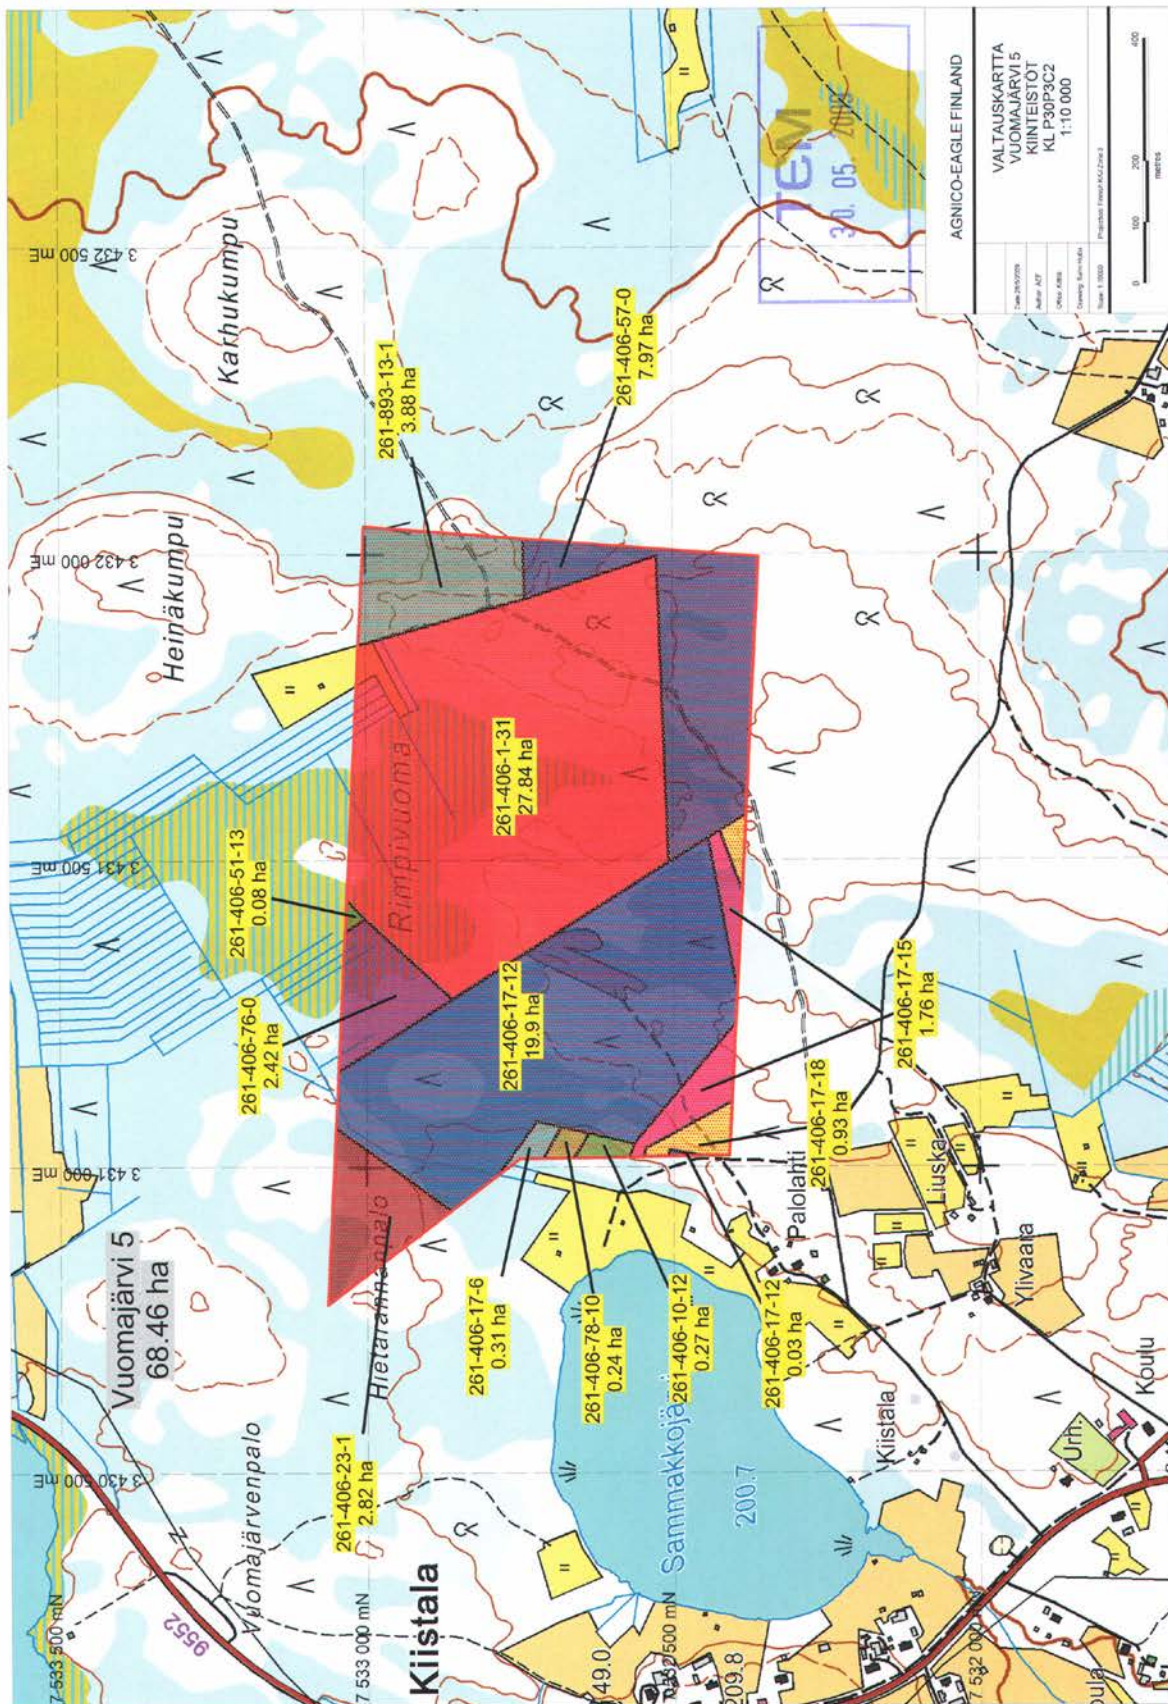 Vuomajärvi 5
68.46 ha
Heinäkumpu
Karhukumpu
Rimpivuoma
Hietarannanpalo
Vuomajärvenpalo
9552
Kiistala
3 430 500 mE
3 431 000 mE
3 431 500 mE
3 432 000 mE
3 432 500 mE
7 533 500 mN
7 533 000 mN
7 532 500 mN
7 532 000 mN
261-406-23-1
2.82 ha
261-406-76-0
2.42 ha
261-406-51-13
0.08 ha
261-893-13-1
3.88 ha
261-406-57-0
7.97 ha
261-406-1-31
27.84 ha
261-406-17-12
19.9 ha
261-406-17-6
0.31 ha
261-406-78-10
0.24 ha
261-406-10-12
0.27 ha
261-406-17-12
0.03 ha
261-406-17-18
0.93 ha
261-406-17-15
1.76 ha
200.7
49.0
209.8
Kiistala
Palolahti
Liuska
Ylivaara
Urh.
Koulu
ula
TEM
30. 05.
AGNICO-EAGLE FINLAND
VALTAUSKARTTA
VUOMAJÄRVI 5
KIINTEISTÖT
KL P30P3C2
1:10 000
0 100 200 400
metres